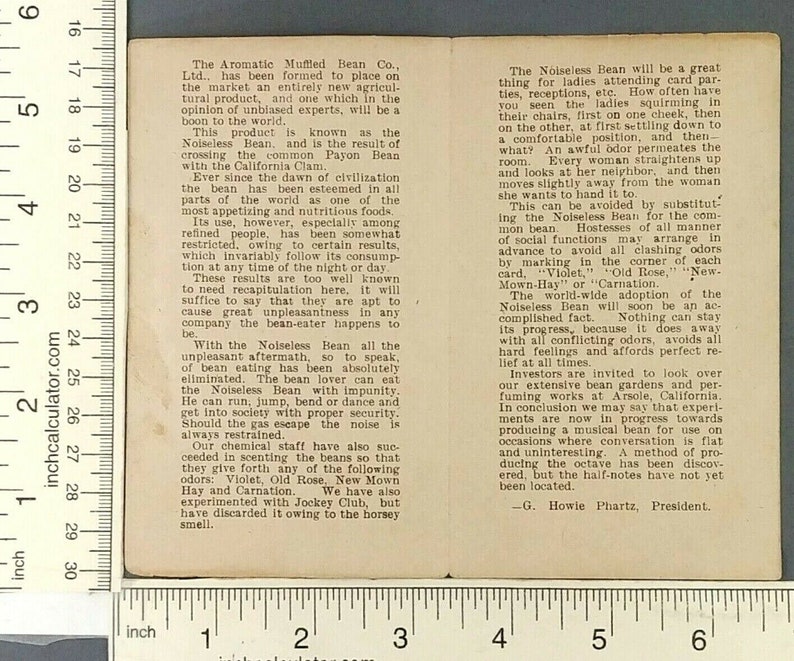 The Aromatic Muffled Bean Co.,
Ltd., has been formed to place on
the market an entirely new agricul-
tural product, and one which in the
opinion of unbiased experts, will be a
boon to the world.
This product is known as the
Noiseless Bean, and is the result of
crossing the common Payon Bean
with the California Clam.
Ever since the dawn of civilization
the bean has been esteemed in all
parts of the world as one of the
most appetizing and nutritious foods.
Its use, however, especially among
refined people, has been somewhat
restricted, owing to certain results,
which invariably follow its consump-
tion at any time of the night or day.
These results are too well known
to need recapitulation here, it will
suffice to say that they are apt to
cause great unpleasantness in any
company the bean-eater happens to
be.
With the Noiseless Bean all the
unpleasant aftermath, so to speak,
of bean eating has been absolutely
eliminated. The bean lover can eat
the Noiseless Bean with impunity.
He can run, jump, bend or dance and
get into society with proper security.
Should the gas escape the noise is
always restrained.
Our chemical staff have also suc-
ceeded in scenting the beans so that
they give forth any of the following
odors: Violet, Old Rose, New Mown
Hay and Carnation. We have also
experimented with Jockey Club, but
have discarded it owing to the horsey
smell.
The Noiseless Bean will be a great
thing for ladies attending card par-
ties, receptions, etc. How often have
you seen the ladies squirming in
their chairs, first on one cheek, then
on the other, at first settling down to
a comfortable position, and then—
what? An awful odor permeates the
room. Every woman straightens up
and looks at her neighbor, and then
moves slightly away from the woman
she wants to hand it to.
This can be avoided by substitut-
ing the Noiseless Bean for the com-
mon bean. Hostesses of all manner
of social functions may arrange in
advance to avoid all clashing odors
by marking in the corner of each
card, "Violet," "Old Rose," "New-
Mown-Hay" or "Carnation.
The world-wide adoption of the
Noiseless Bean will soon be an ac-
complished fact. Nothing can stay
its progress, because it does away
with all conflicting odors, avoids all
hard feelings and affords perfect re-
lief at all times.
Investors are invited to look over
our extensive bean gardens and per-
fuming works at Arsole, California.
In conclusion we may say that experi-
ments are now in progress towards
producing a musical bean for use on
occasions where conversation is flat
and uninteresting. A method of pro-
ducing the octave has been discov-
ered, but the half-notes have not yet
been located.
—G. Howie Phartz, President.
6
5
4
3
2
1
inch
inchcalculator.com
16
17
18
19
20
21
22
23
24
25
26
27
28
29
30
inch
1
2
3
4
5
6